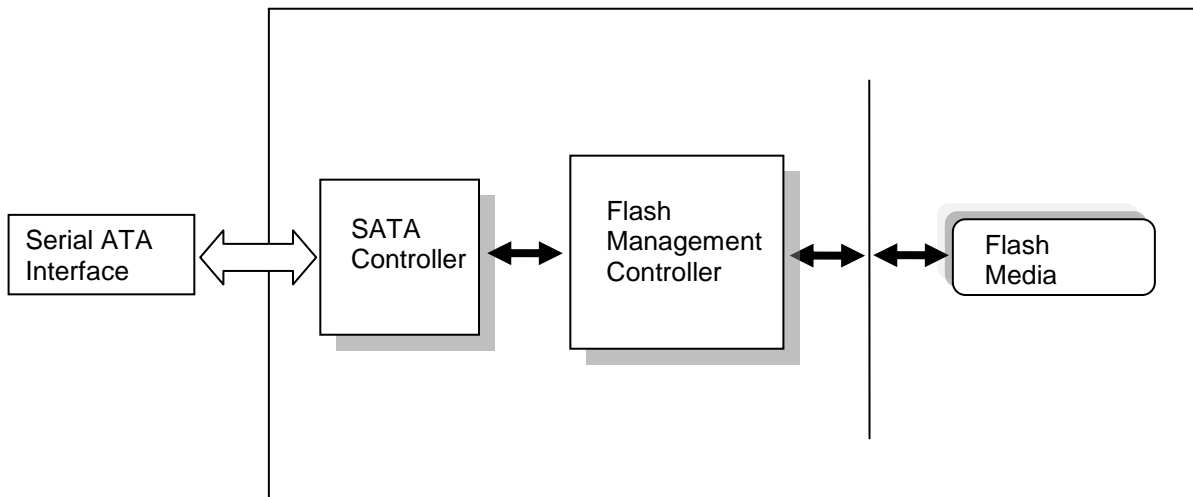 Serial ATA
Interface
SATA
Controller
Flash
Management
Controller
Flash
Media